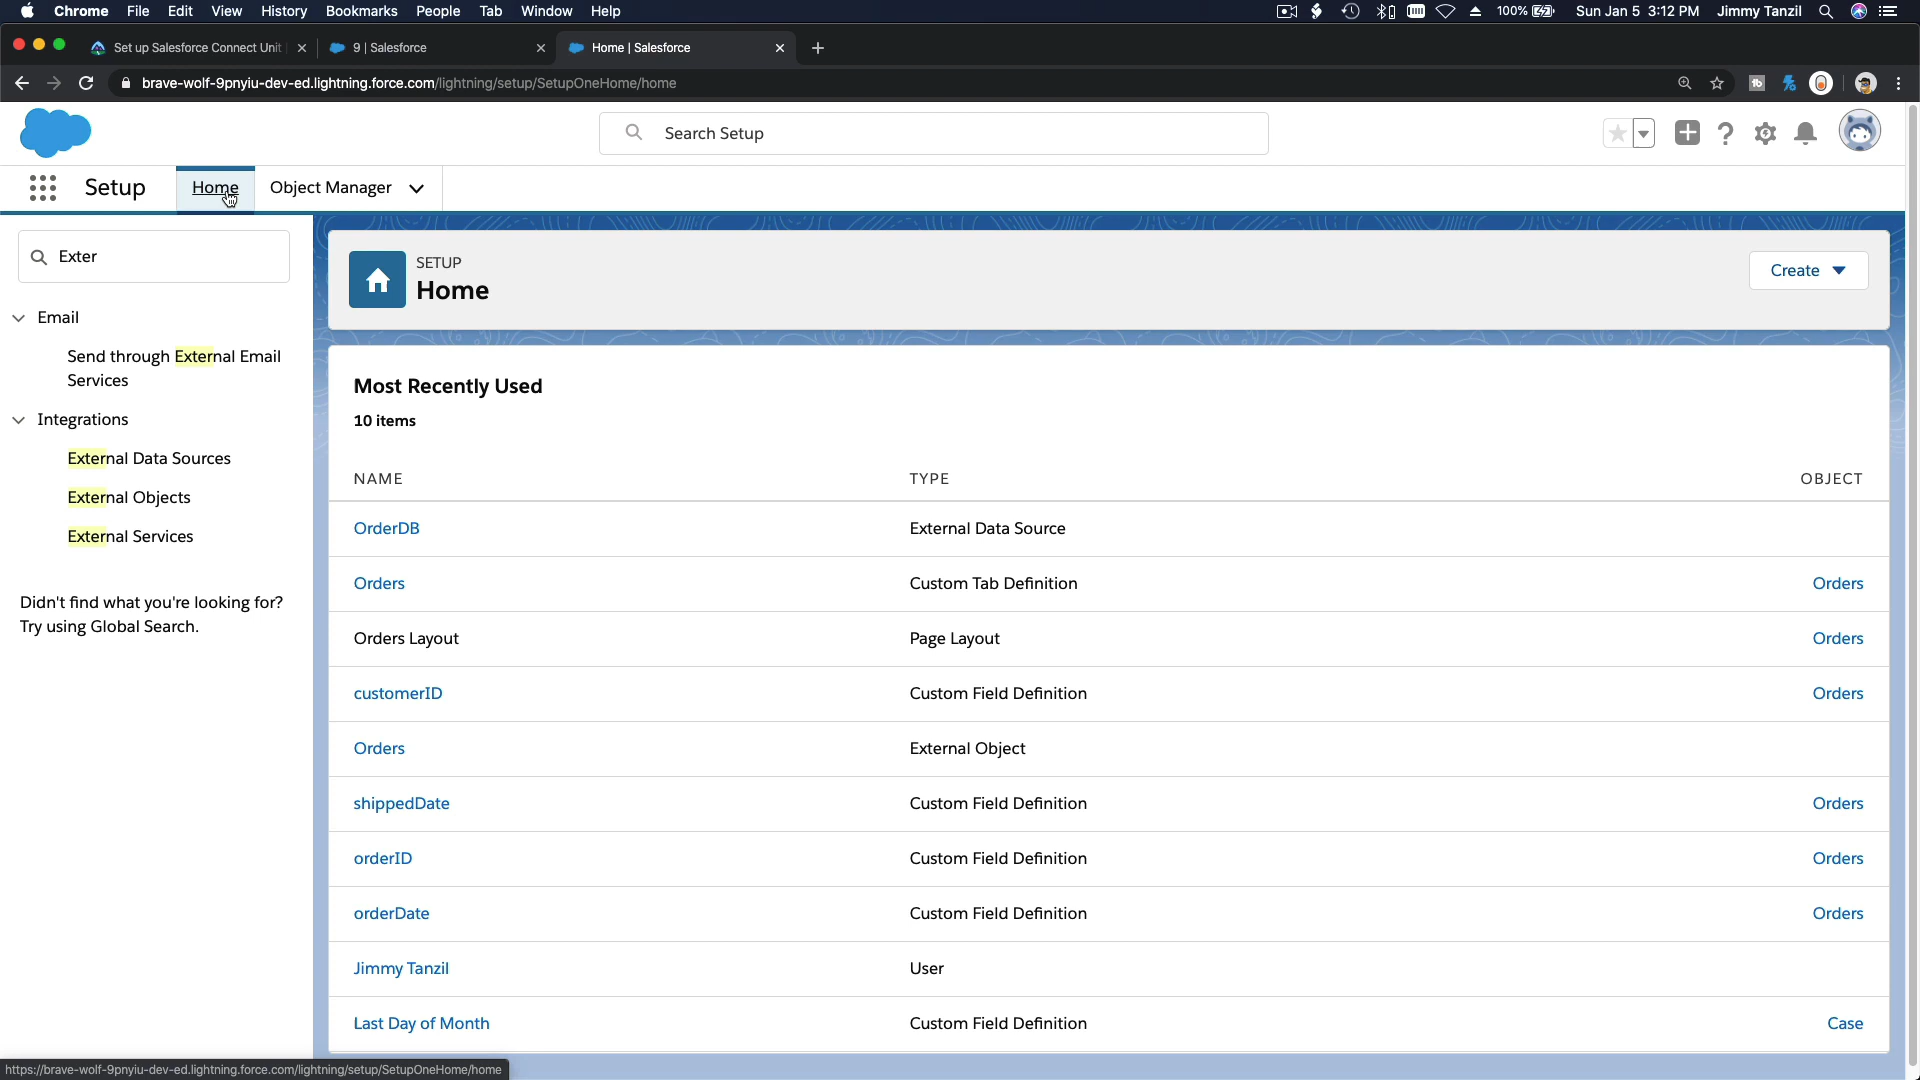 Chrome File Edit View History Bookmarks People Tab Window Help 100% Sun Jan 5 3:12 PM Jimmy Tanzil
Set up Salesforce Connect Unit 9 | Salesforce Home | Salesforce
brave-wolf-9pnyiu-dev-ed.lightning.force.com/lightning/setup/SetupOneHome/home
Search Setup
Setup Home Object Manager
Exter
Email
Send through External Email
Services
Integrations
External Data Sources
External Objects
External Services
Didn't find what you're looking for?
Try using Global Search.
SETUP
Home
Create
Most Recently Used
10 items
NAME TYPE OBJECT
OrderDB External Data Source
Orders Custom Tab Definition Orders
Orders Layout Page Layout Orders
customerID Custom Field Definition Orders
Orders External Object
shippedDate Custom Field Definition Orders
orderID Custom Field Definition Orders
orderDate Custom Field Definition Orders
Jimmy Tanzil User
Last Day of Month Custom Field Definition Case
https://brave-wolf-9pnyiu-dev-ed.lightning.force.com/lightning/setup/SetupOneHome/home